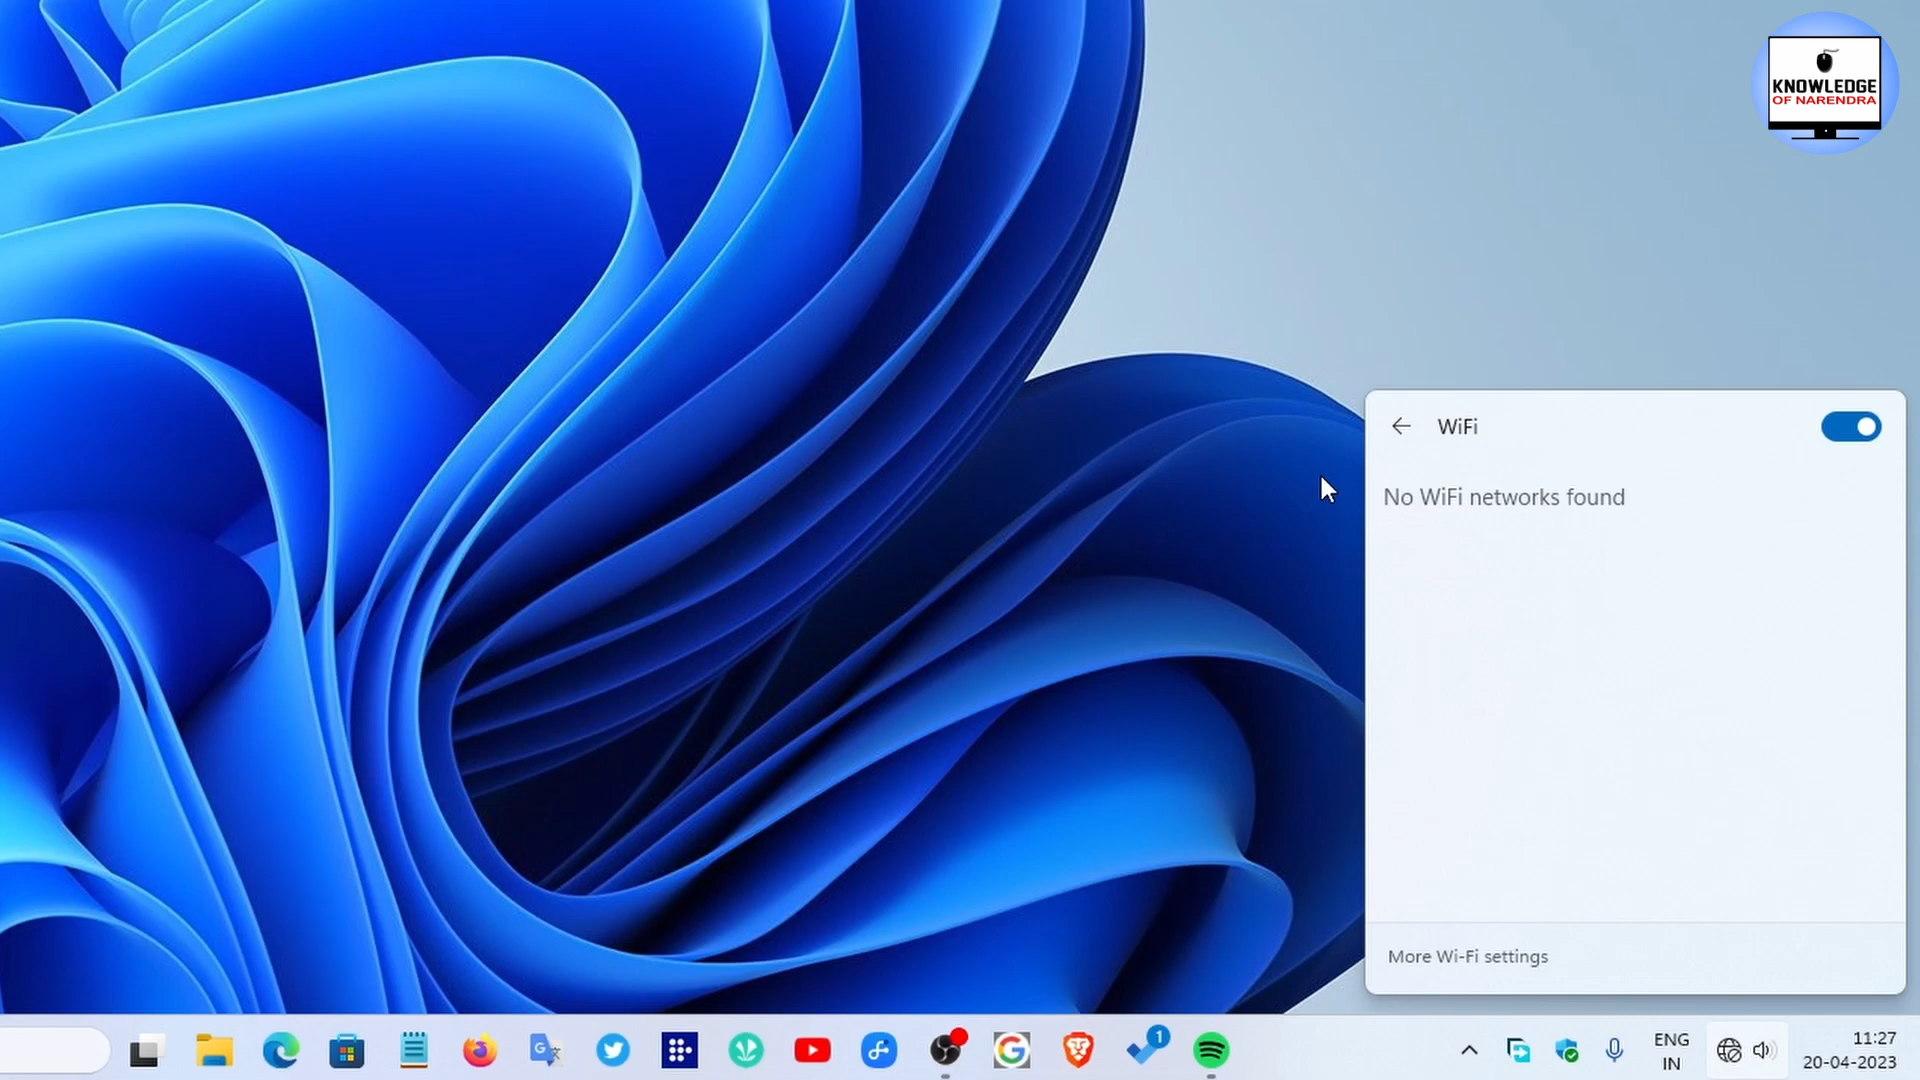 KNOWLEDGE
OF NARENDRA
WiFi
No WiFi networks found
More Wi-Fi settings
1
ENG
IN
11:27
20-04-2023